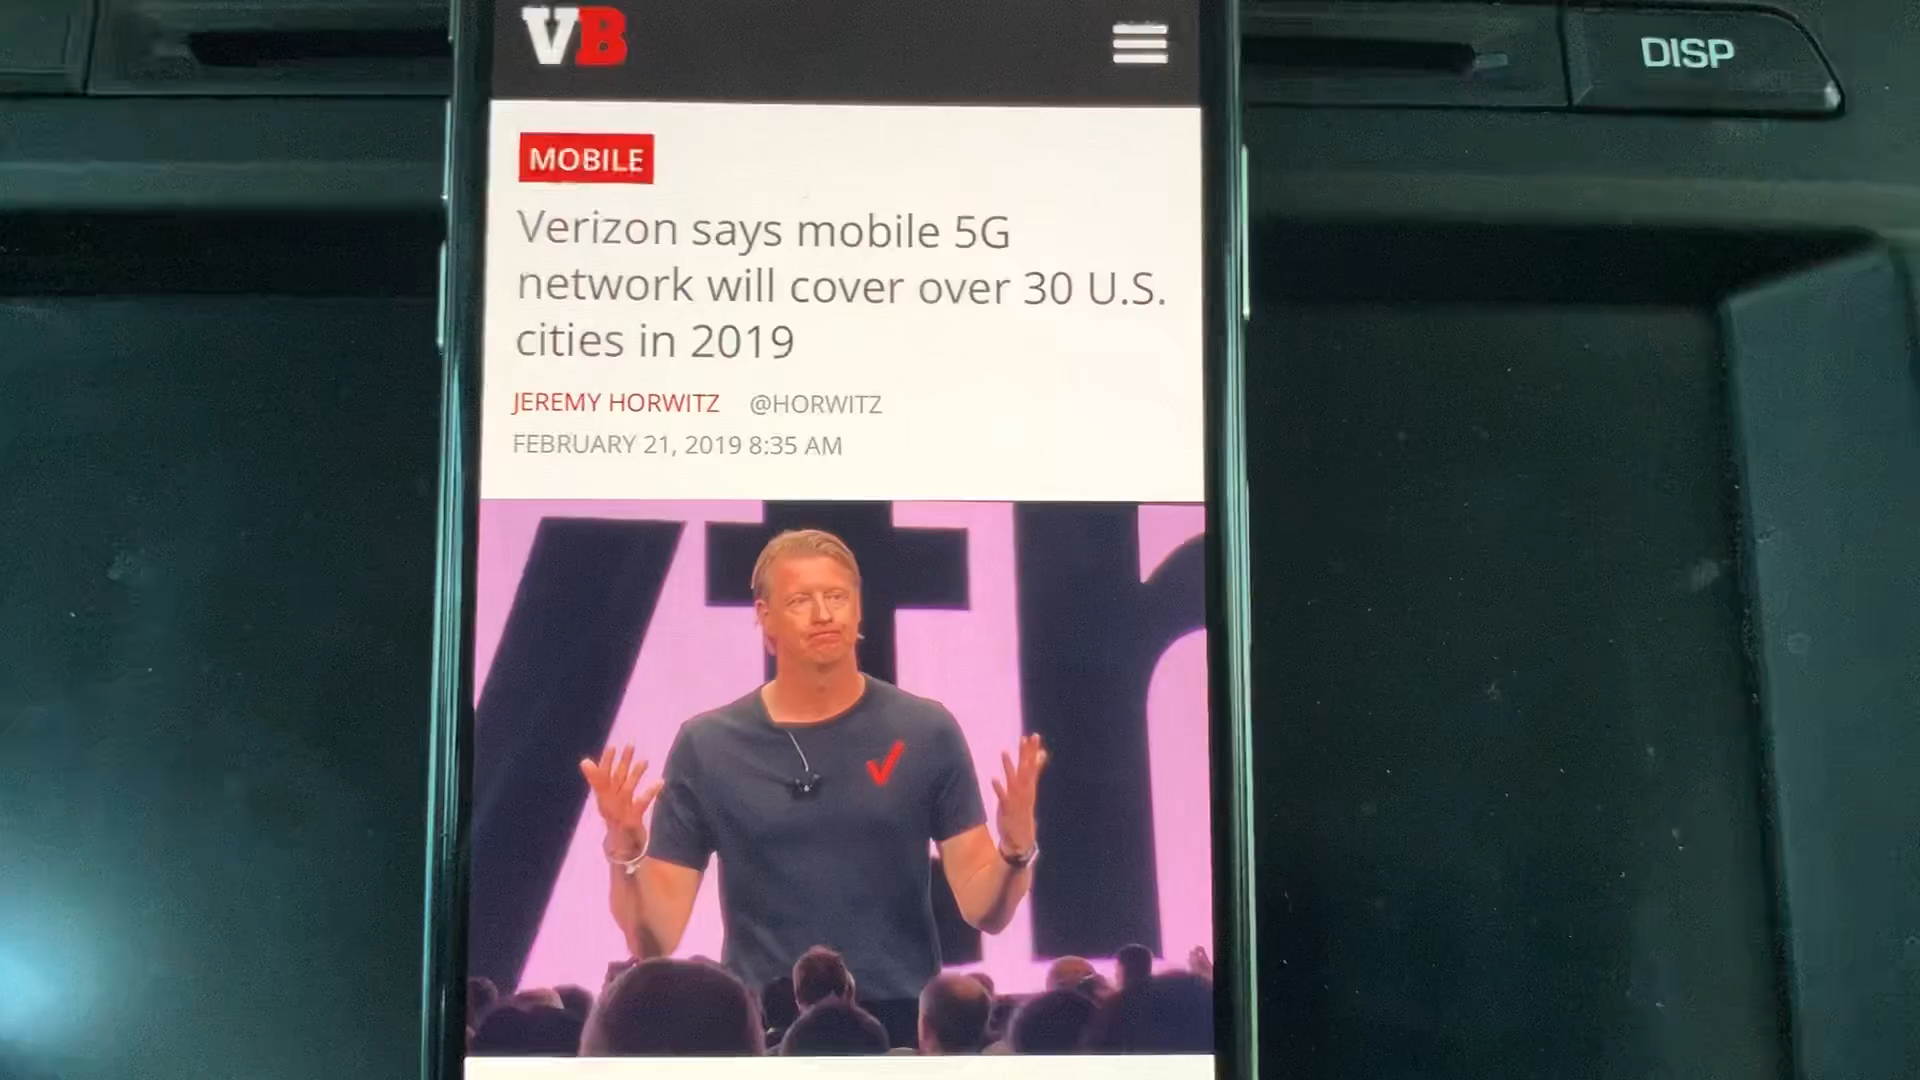 VB
DISP
MOBILE
Verizon says mobile 5G
network will cover over 30 U.S.
cities in 2019
JEREMY HORWITZ @HORWITZ
FEBRUARY 21, 2019 8:35 AM